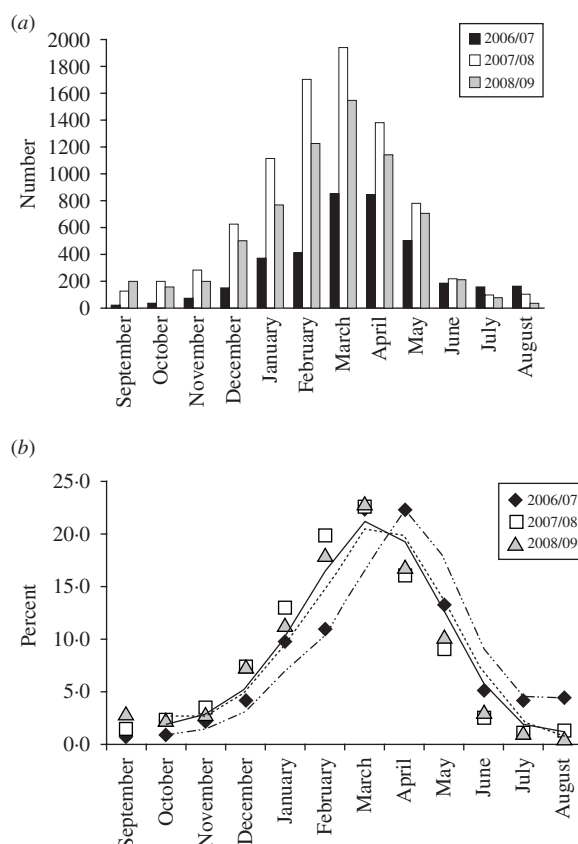 (a)
2006/07
2007/08
2008/09
Number
2000
1800
1600
1400
1200
1000
800
600
400
200
0
September
October
November
December
January
February
March
April
May
June
July
August
(b)
2006/07
2007/08
2008/09
Percent
25·0
20·0
15·0
10·0
5·0
0·0
September
October
November
December
January
February
March
April
May
June
July
August